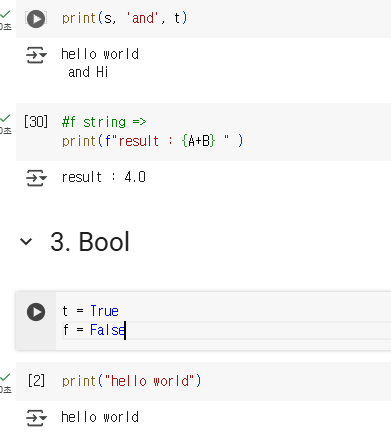 print(s, 'and', t)
0초
hello world
and Hi
[30] #f string =>
0초 print(f"result : {A+B} " )
result : 4.0
3. Bool
t = True
f = False
[2] print("hello world")
0초
hello world